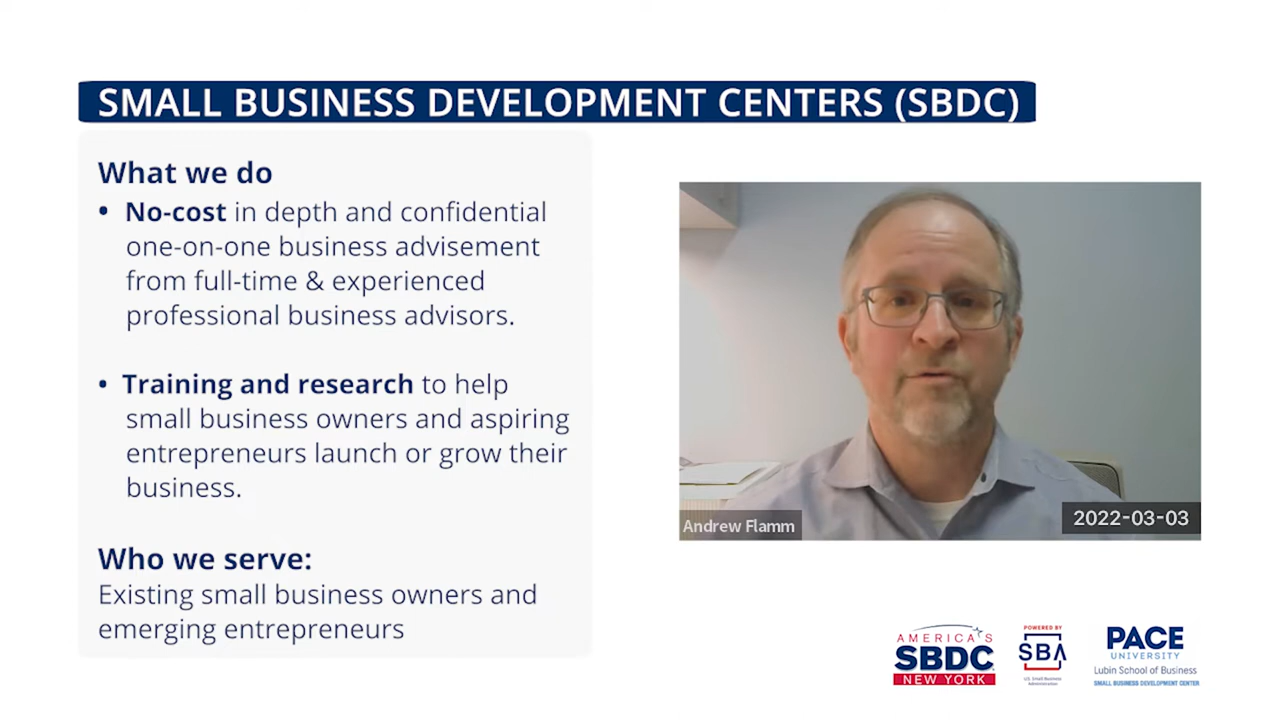 SMALL BUSINESS DEVELOPMENT CENTERS (SBDC)
What we do
• No-cost in depth and confidential
one-on-one business advisement
from full-time & experienced
professional business advisors.
• Training and research to help
small business owners and aspiring
entrepreneurs launch or grow their
business.
Who we serve:
Existing small business owners and
emerging entrepreneurs
Andrew Flamm
2022-03-03
AMERICA'S
SBDC
NEW YORK
POWERED BY
SBA
U.S. Small Business
Administration
PACE
UNIVERSITY
Lubin School of Business
SMALL BUSINESS DEVELOPMENT CENTER